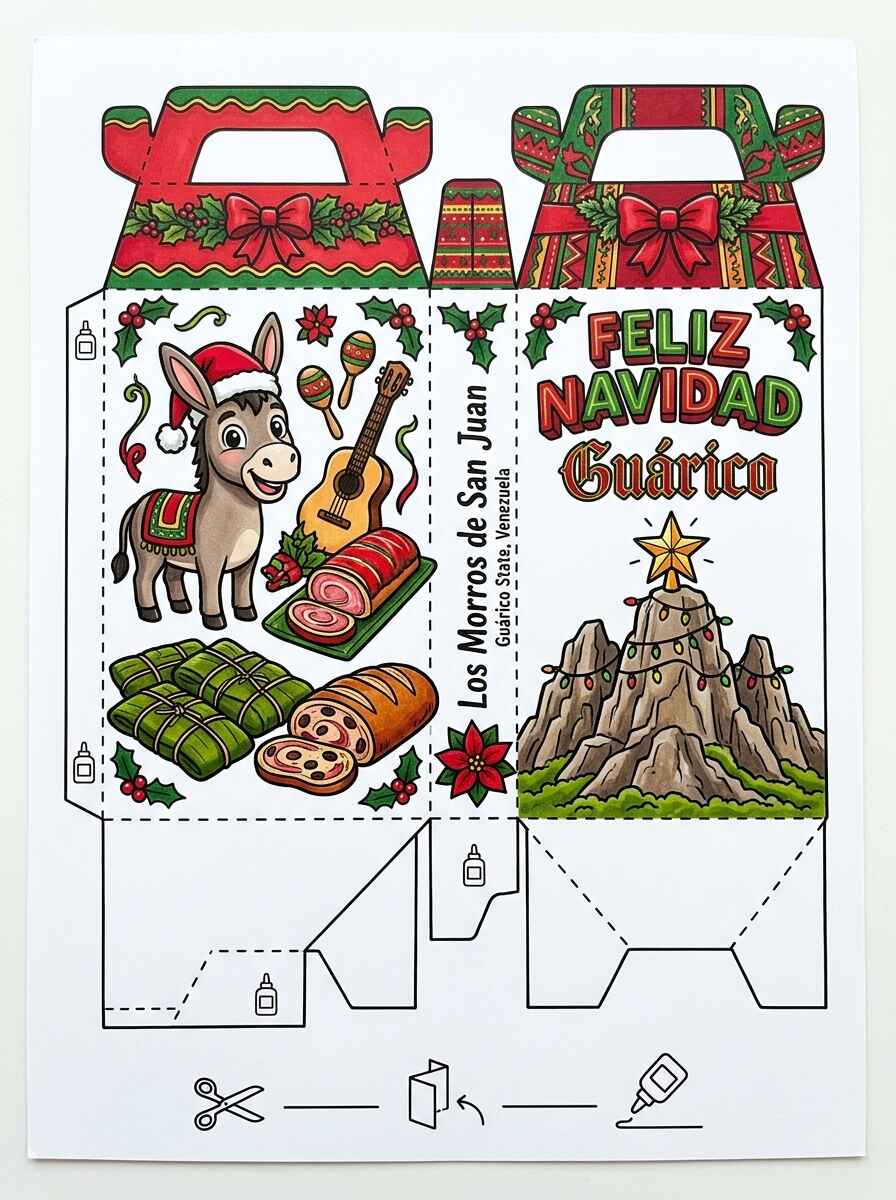 Los Morros de San Juan
Guárico State, Venezuela
FELIZ
NAVIDAD
Guárico